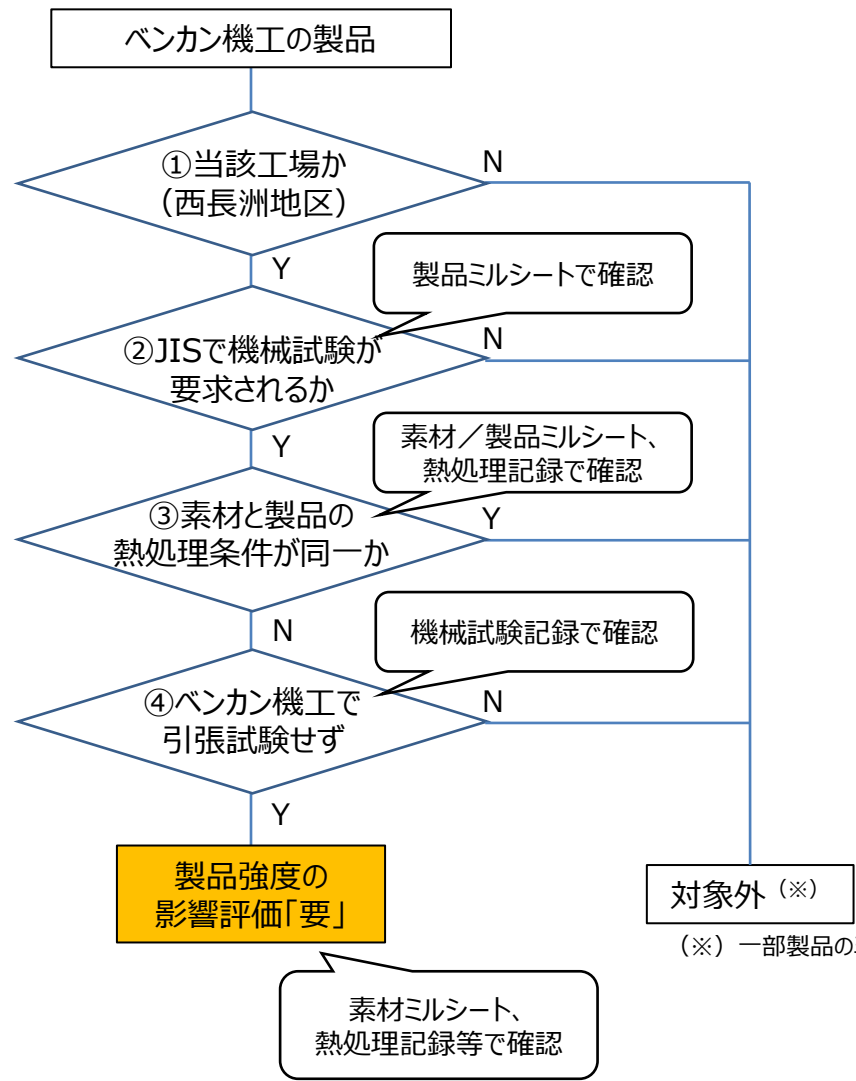 ベンカン機工の製品
①当該工場か
（西長洲地区）
N
Y
製品ミルシートで確認
②JISで機械試験が
要求されるか
N
Y
素材／製品ミルシート、
熱処理記録で確認
③素材と製品の
熱処理条件が同一か
Y
N
機械試験記録で確認
④ベンカン機工で
引張試験せず
N
Y
製品強度の
影響評価「要」
対象外（※）
（※）一部製品の
素材ミルシート、
熱処理記録等で確認